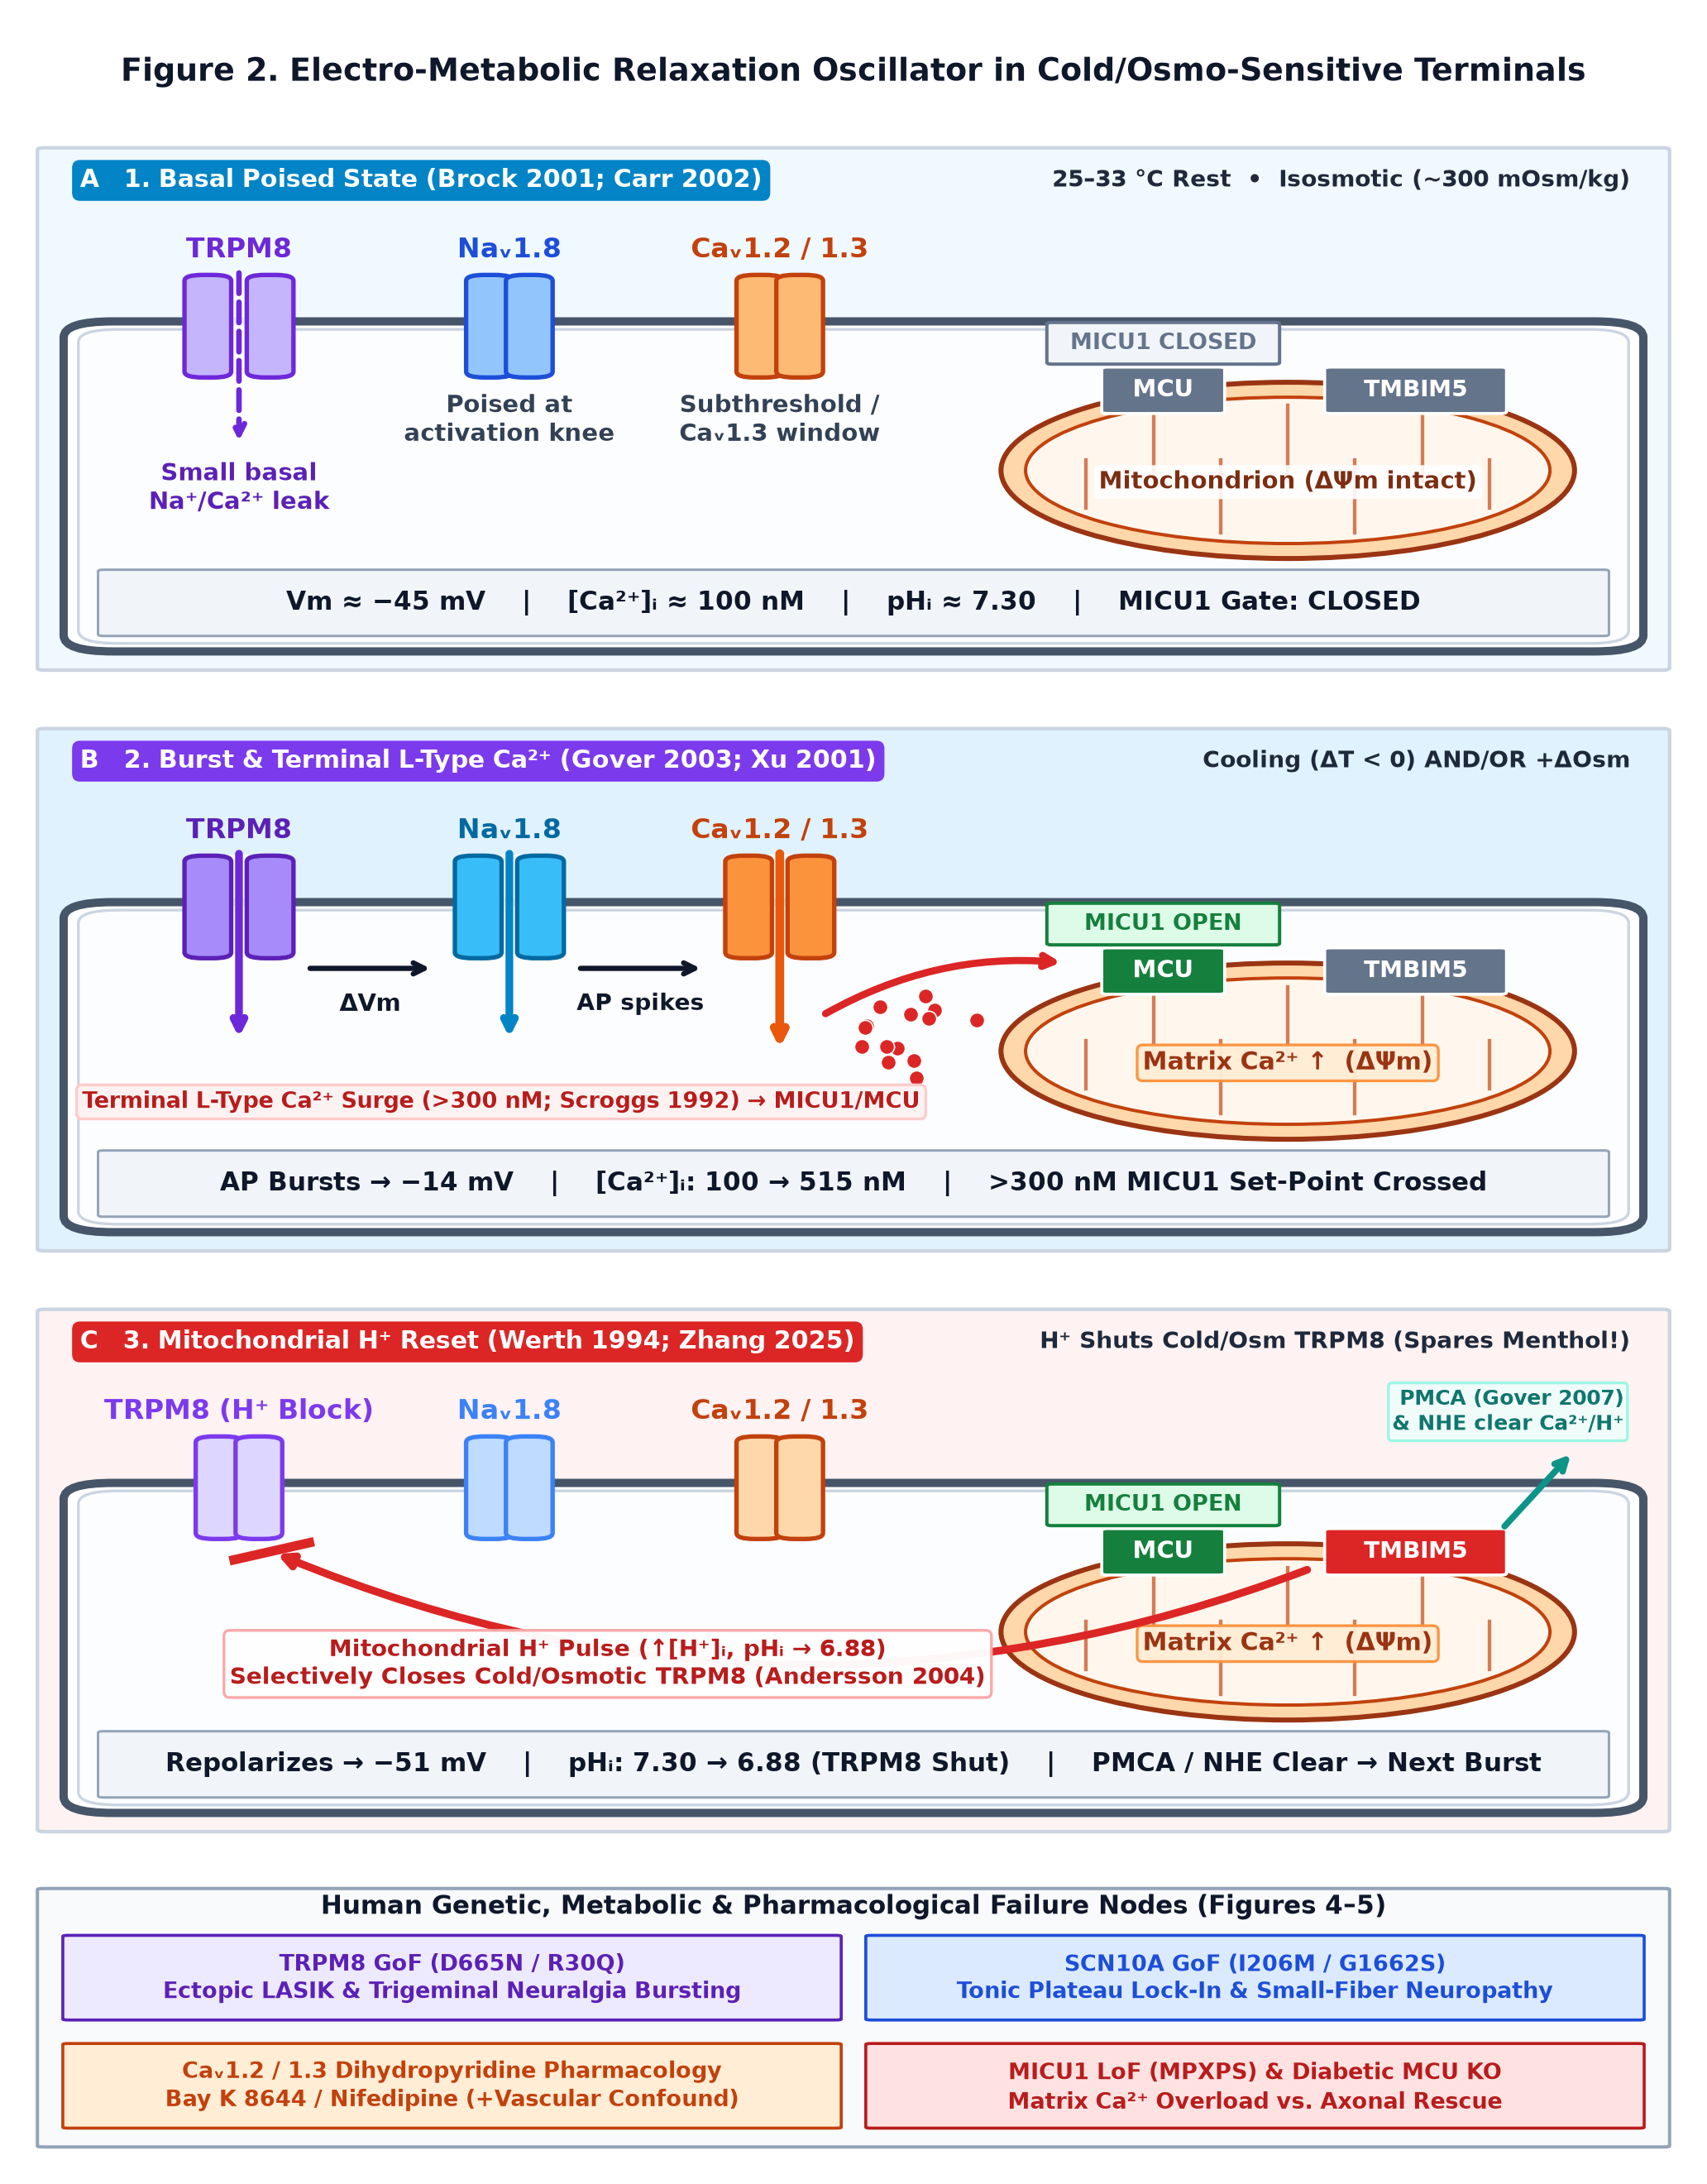 Figure 2. Electro-Metabolic Relaxation Oscillator in Cold/Osmo-Sensitive Terminals
A 1. Basal Poised State (Brock 2001; Carr 2002)
25–33 °C Rest • Isosmotic (~300 mOsm/kg)
TRPM8
Naᵥ1.8
Caᵥ1.2 / 1.3
MICU1 CLOSED
MCU
TMBIM5
Poised at
activation knee
Subthreshold /
Caᵥ1.3 window
Small basal
Na⁺/Ca²⁺ leak
Mitochondrion (ΔΨm intact)
Vm ≈ −45 mV | [Ca²⁺]ᵢ ≈ 100 nM | pHᵢ ≈ 7.30 | MICU1 Gate: CLOSED
B 2. Burst & Terminal L-Type Ca²⁺ (Gover 2003; Xu 2001)
Cooling (ΔT < 0) AND/OR +ΔOsm
TRPM8
Naᵥ1.8
Caᵥ1.2 / 1.3
MICU1 OPEN
MCU
TMBIM5
ΔVm
AP spikes
Matrix Ca²⁺ ↑ (ΔΨm)
Terminal L-Type Ca²⁺ Surge (>300 nM; Scroggs 1992) → MICU1/MCU
AP Bursts → −14 mV | [Ca²⁺]ᵢ: 100 → 515 nM | >300 nM MICU1 Set-Point Crossed
C 3. Mitochondrial H⁺ Reset (Werth 1994; Zhang 2025)
H⁺ Shuts Cold/Osm TRPM8 (Spares Menthol!)
PMCA (Gover 2007)
& NHE clear Ca²⁺/H⁺
TRPM8 (H⁺ Block)
Naᵥ1.8
Caᵥ1.2 / 1.3
MICU1 OPEN
MCU
TMBIM5
Matrix Ca²⁺ ↑ (ΔΨm)
Mitochondrial H⁺ Pulse (↑[H⁺]ᵢ, pHᵢ → 6.88)
Selectively Closes Cold/Osmotic TRPM8 (Andersson 2004)
Repolarizes → −51 mV | pHᵢ: 7.30 → 6.88 (TRPM8 Shut) | PMCA / NHE Clear → Next Burst
Human Genetic, Metabolic & Pharmacological Failure Nodes (Figures 4–5)
TRPM8 GoF (D665N / R30Q)
Ectopic LASIK & Trigeminal Neuralgia Bursting
SCN10A GoF (I206M / G1662S)
Tonic Plateau Lock-In & Small-Fiber Neuropathy
Caᵥ1.2 / 1.3 Dihydropyridine Pharmacology
Bay K 8644 / Nifedipine (+Vascular Confound)
MICU1 LoF (MPXPS) & Diabetic MCU KO
Matrix Ca²⁺ Overload vs. Axonal Rescue